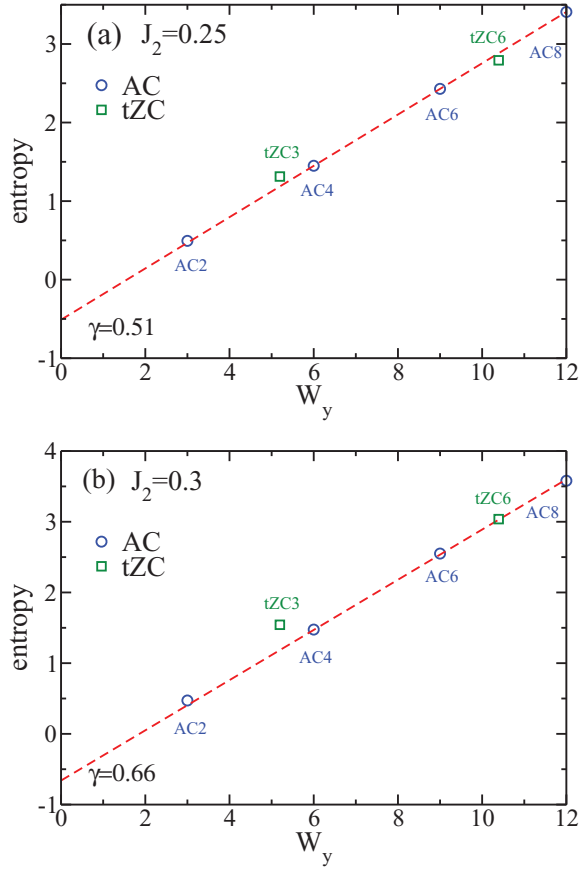 (a) J₂=0.25
AC
tZC
tZC3
tZC6
AC2
AC4
AC6
AC8
γ=0.51
entropy
3
2
1
0
-1
0 2 4 6 8 10 12
W_y
(b) J₂=0.3
AC
tZC
tZC3
tZC6
AC2
AC4
AC6
AC8
γ=0.66
entropy
4
3
2
1
0
-1
0 2 4 6 8 10 12
W_y